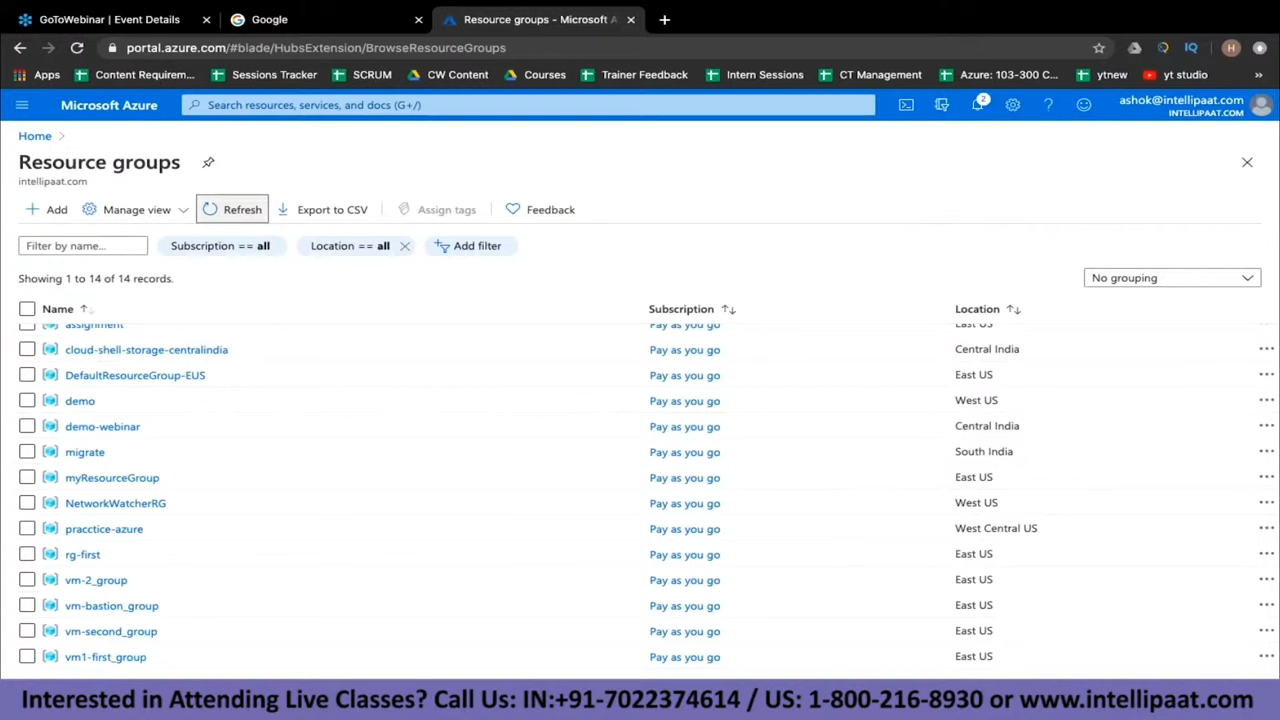 GoToWebinar | Event Details
Google
Resource groups - Microsoft A
portal.azure.com/#blade/HubsExtension/BrowseResourceGroups
IQ
H
Apps
Content Requirem...
Sessions Tracker
SCRUM
CW Content
Courses
Trainer Feedback
Intern Sessions
CT Management
Azure: 103-300 C...
ytnew
yt studio
»
Microsoft Azure
Search resources, services, and docs (G+/)
2
ashok@intellipaat.com
INTELLIPAAT.COM
Home >
Resource groups
intellipaat.com
Add
Manage view
Refresh
Export to CSV
Assign tags
Feedback
Filter by name...
Subscription == all
Location == all
Add filter
Showing 1 to 14 of 14 records.
No grouping
Name Subscription Location
assignment Pay as you go East US
cloud-shell-storage-centralindia Pay as you go Central India
DefaultResourceGroup-EUS Pay as you go East US
demo Pay as you go West US
demo-webinar Pay as you go Central India
migrate Pay as you go South India
myResourceGroup Pay as you go East US
NetworkWatcherRG Pay as you go West US
pracctice-azure Pay as you go West Central US
rg-first Pay as you go East US
vm-2_group Pay as you go East US
vm-bastion_group Pay as you go East US
vm-second_group Pay as you go East US
vm1-first_group Pay as you go East US
Interested in Attending Live Classes? Call Us: IN:+91-7022374614 / US: 1-800-216-8930 or www.intellipaat.com